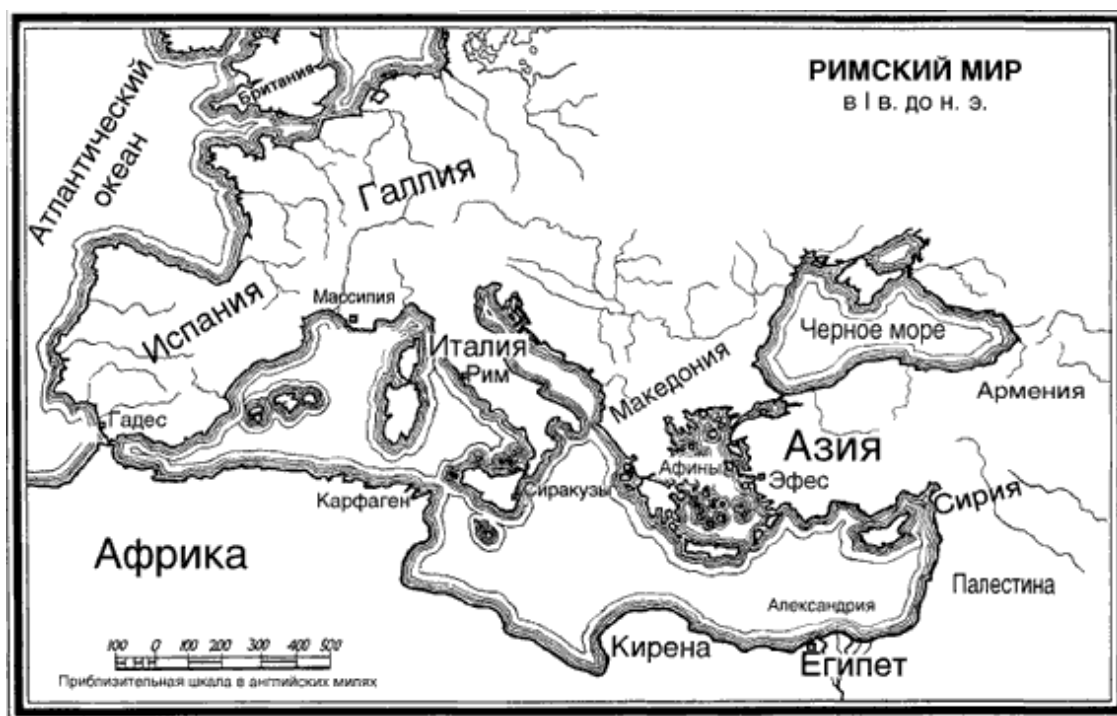 РИМСКИЙ МИР
в I в. до н. э.
Атлантический
океан
Британия
Галлия
Массилия
Испания
Италия
Рим
Черное море
Македония
Армения
Гадес
Азия
Афины
Эфес
Карфаген
Сиракузы
Сирия
Африка
Палестина
Александрия
Кирена
Египет
100 0 100 200 300 400 500
Приблизительная шкала в английских милях